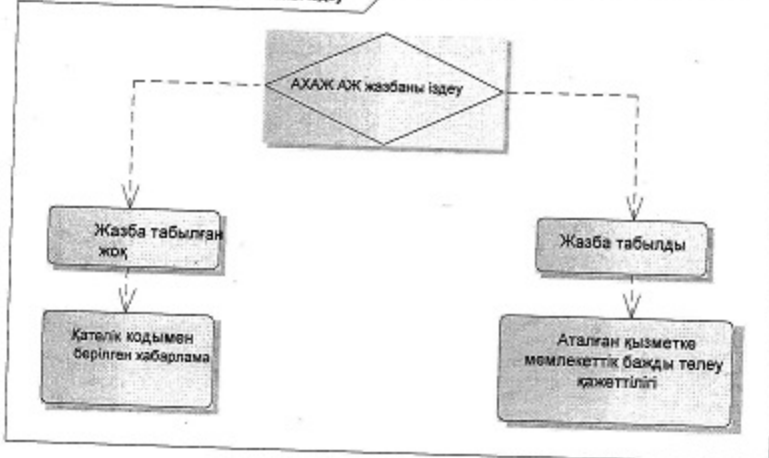 АХАЖ АЖ жазбаны іздеу
Жазба табылған
жоқ
Жазба табылды
Қателік кодымен
берілген хабарлама
Аталған қызметке
мемлекеттік бажды төлеу
қажеттілігі